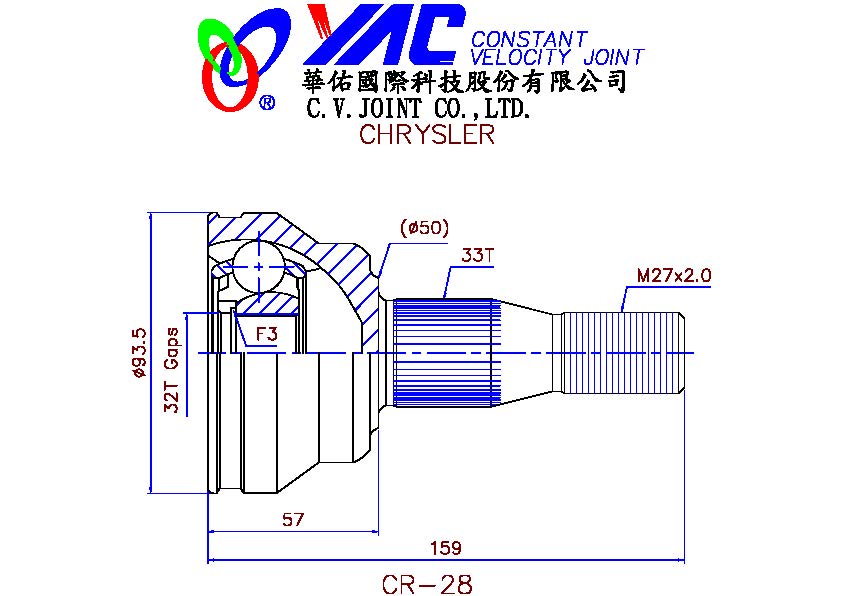 YAC CONSTANT
VELOCITY JOINT
®
華佑國際科技股份有限公司
C.V.JOINT CO.,LTD.
CHRYSLER
(ø50)
33T
M27x2.0
F3
ø93.5
32T Gaps
57
159
CR-28